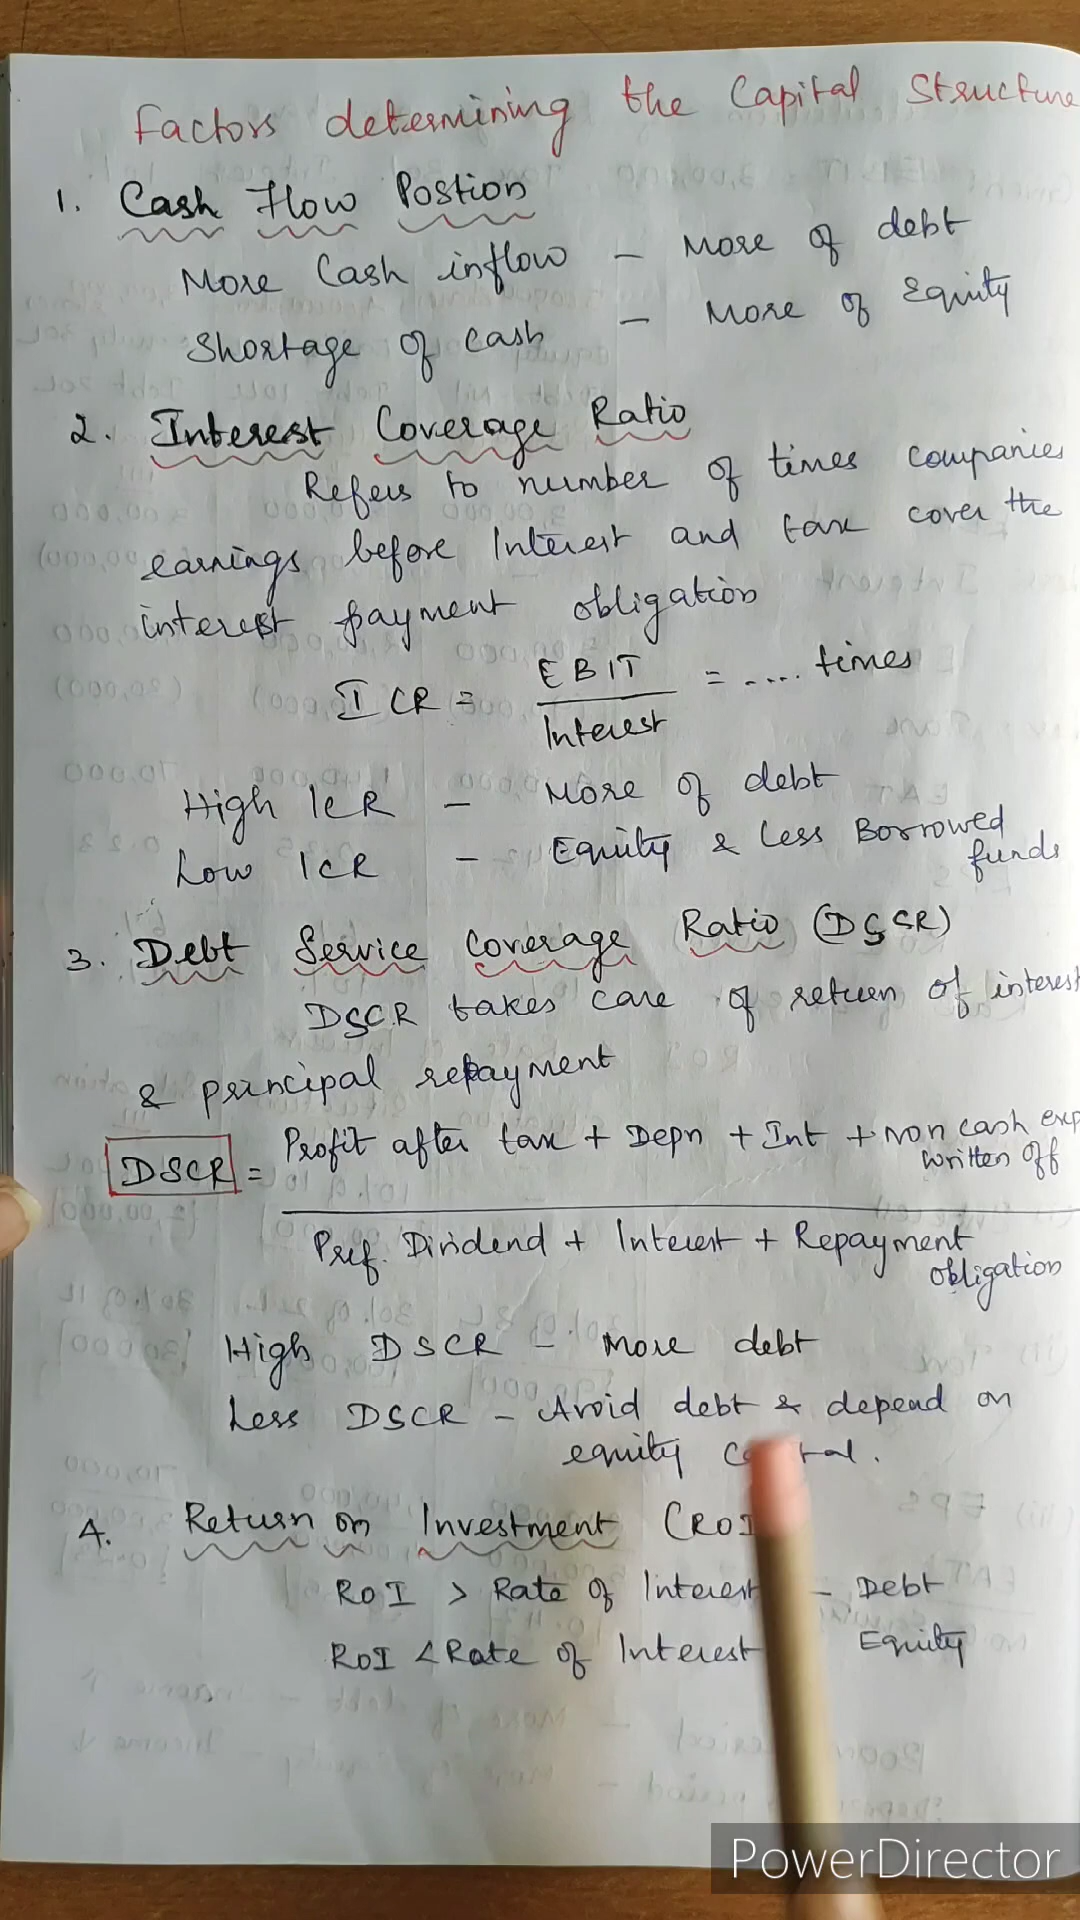 Factors determining the Capital Structure
1. Cash Flow Postion
More Cash inflow - More of debt
Shortage of cash - More of Equity
2. Interest Coverage Ratio
Refers to number of times companies
earnings before Interest and tax cover the
interest payment obligation
ICR = EBIT / Interest = .... times
High ICR - More of debt
Low ICR - Equity & Less Borrowed
funds
3. Debt Service Coverage Ratio (DSCR)
DSCR takes care of return of interest
& principal repayment
DSCR = Profit after tax + Depn + Int + non cash exp
written off
Pref. Dividend + Interest + Repayment
obligation
High DSCR - More debt
Less DSCR - Avoid debt & depend on
equity
4. Return on Investment (ROI
ROI > Rate of Interest - Debt
ROI < Rate of Interest Equity
PowerDirector